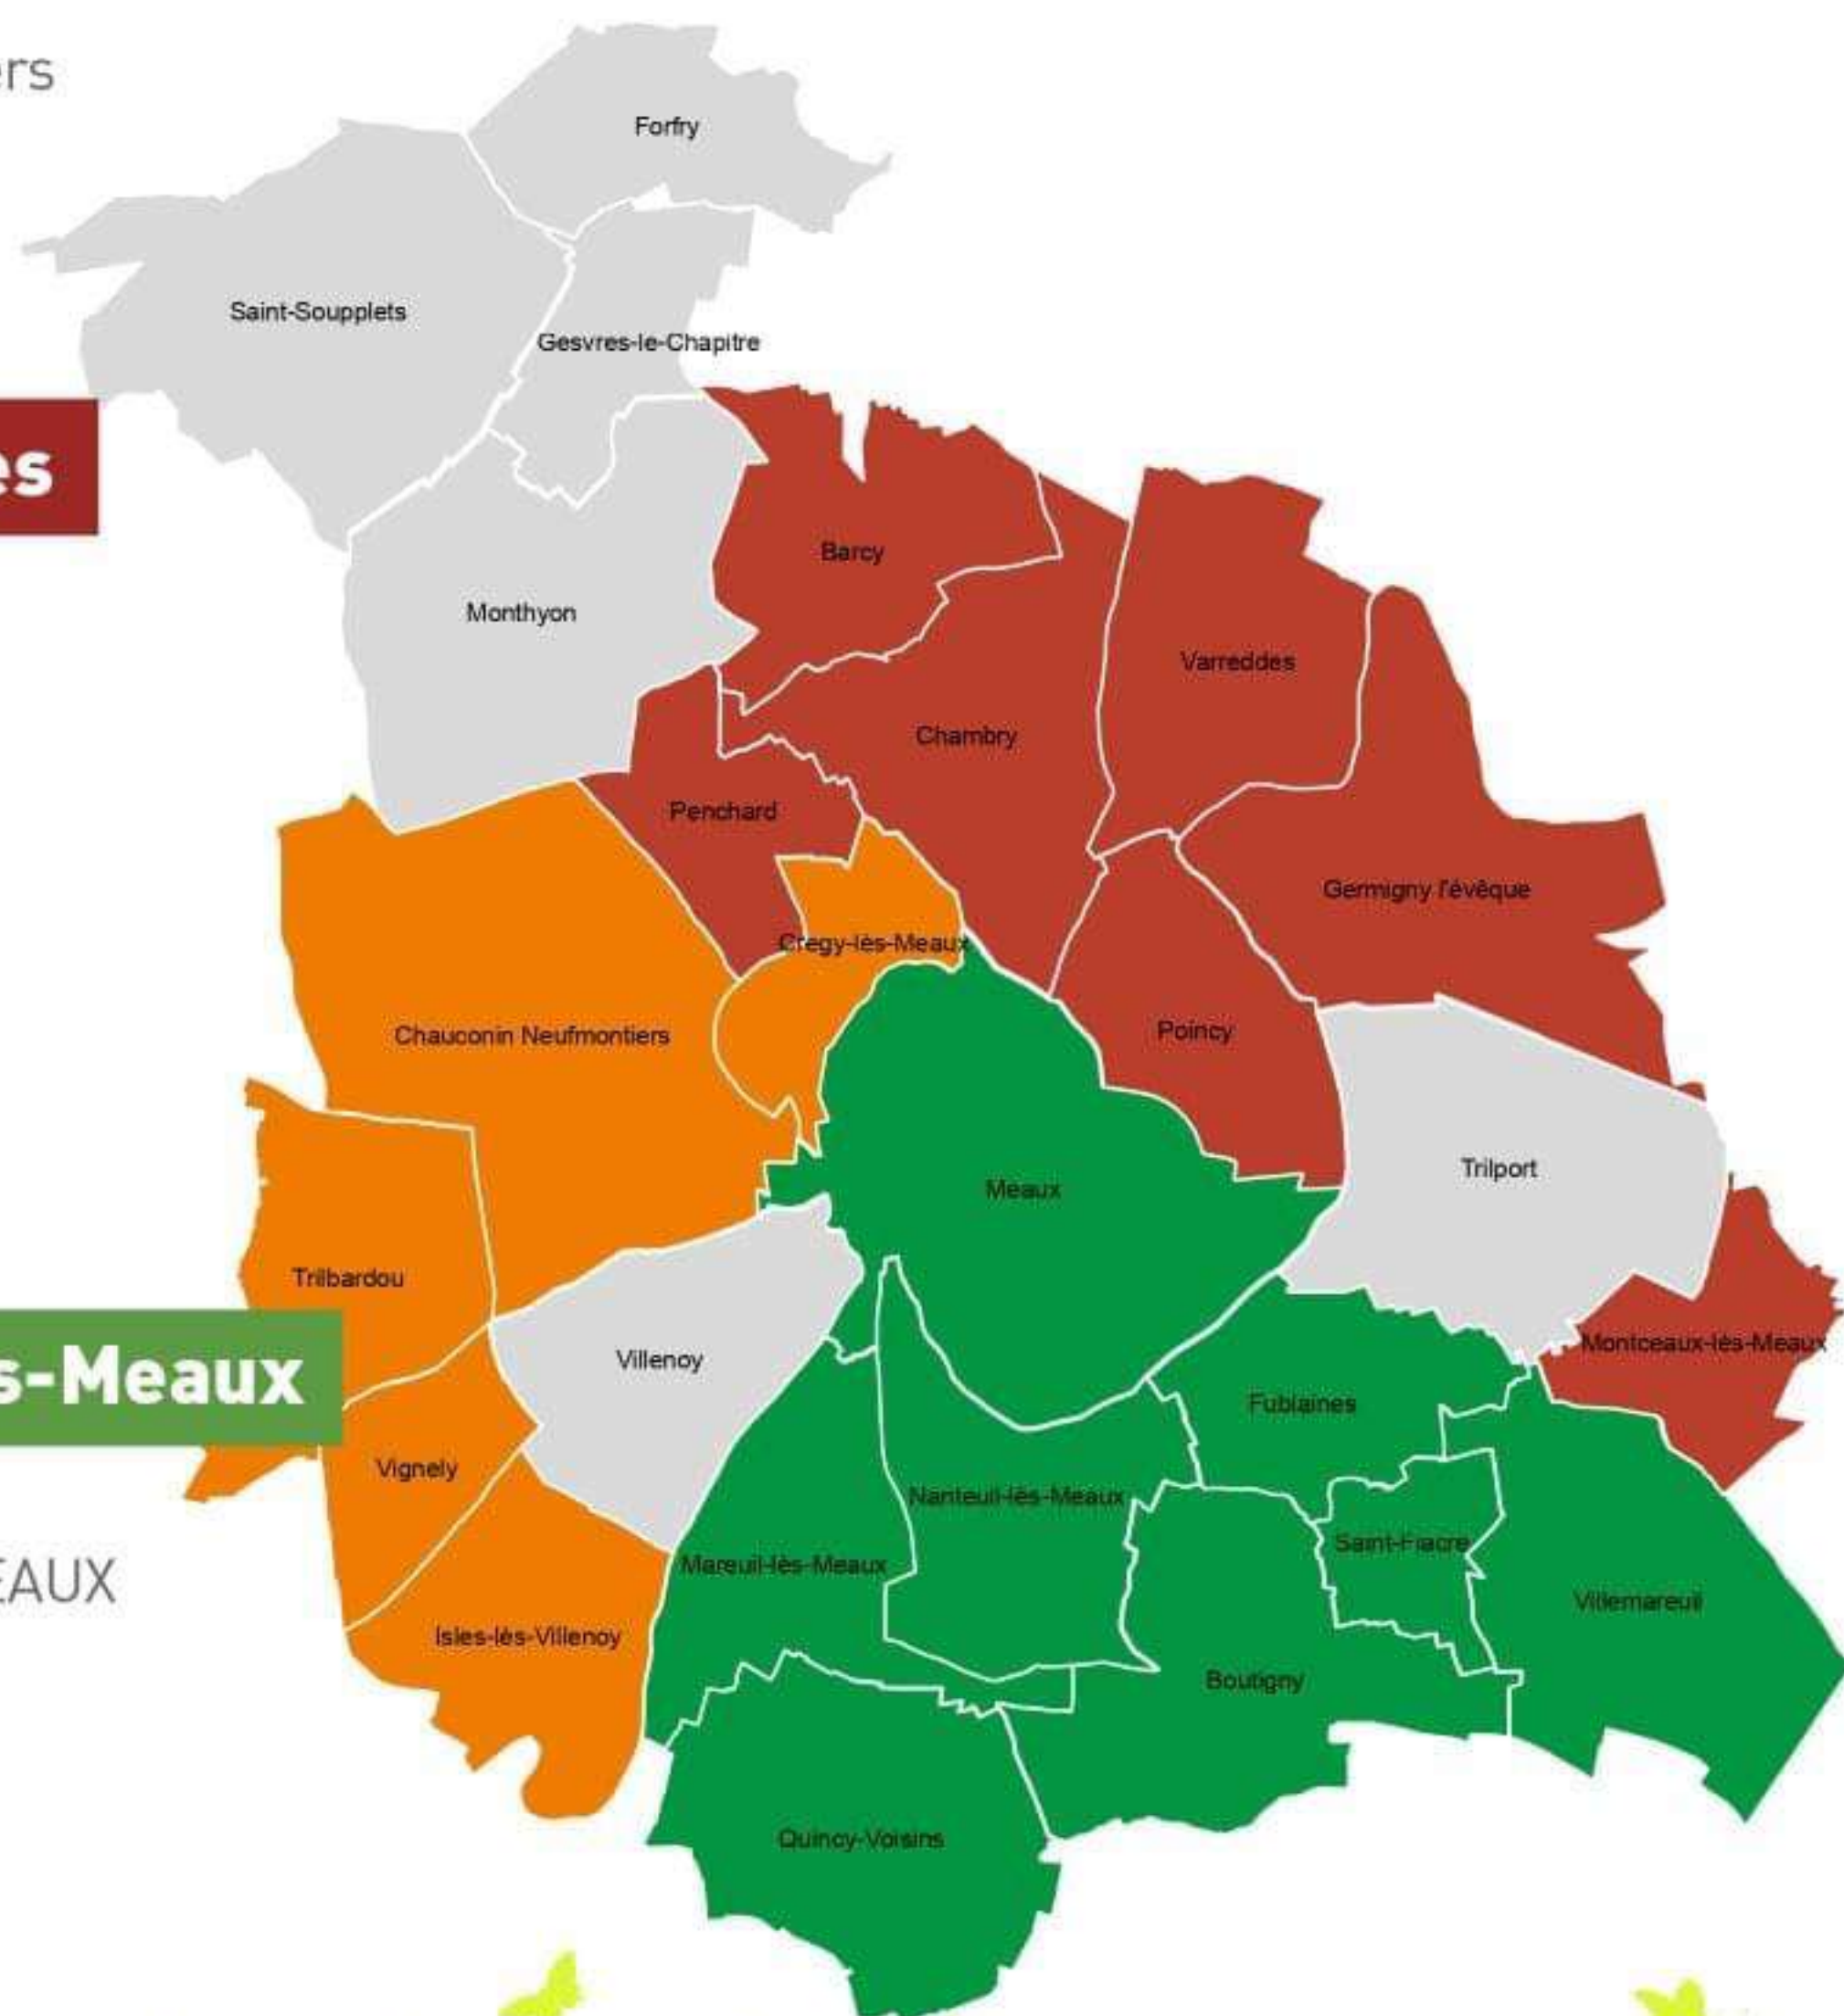 ers
Forfry
Saint-Soupplets
Gesvres-le-Chapitre
es
Barcy
Monthyon
Varreddes
Chambry
Penchard
Germigny l'évêque
Cregy-lès-Meaux
Poincy
Chauconin Neufmontiers
Trilport
Meaux
Trilbardou
Montceaux-lès-Meaux
Villenoy
s-Meaux
Fublaines
Vignely
Nanteuil-lès-Meaux
Saint-Fiacre
Mareuil-lès-Meaux
EAUX
Villemareuil
Isles-lès-Villenoy
Boutigny
Quincy-Voisins